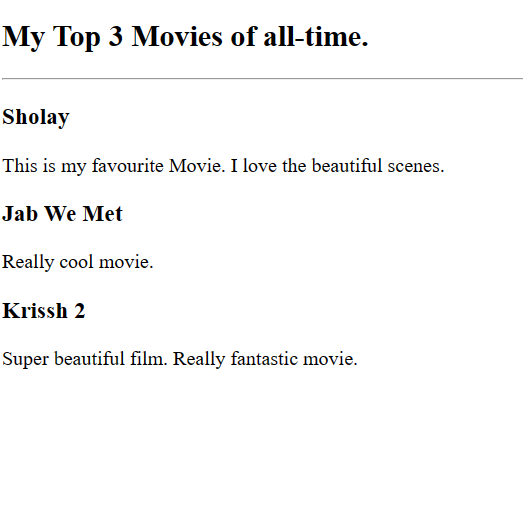 My Top 3 Movies of all-time.
Sholay
This is my favourite Movie. I love the beautiful scenes.
Jab We Met
Really cool movie.
Krissh 2
Super beautiful film. Really fantastic movie.